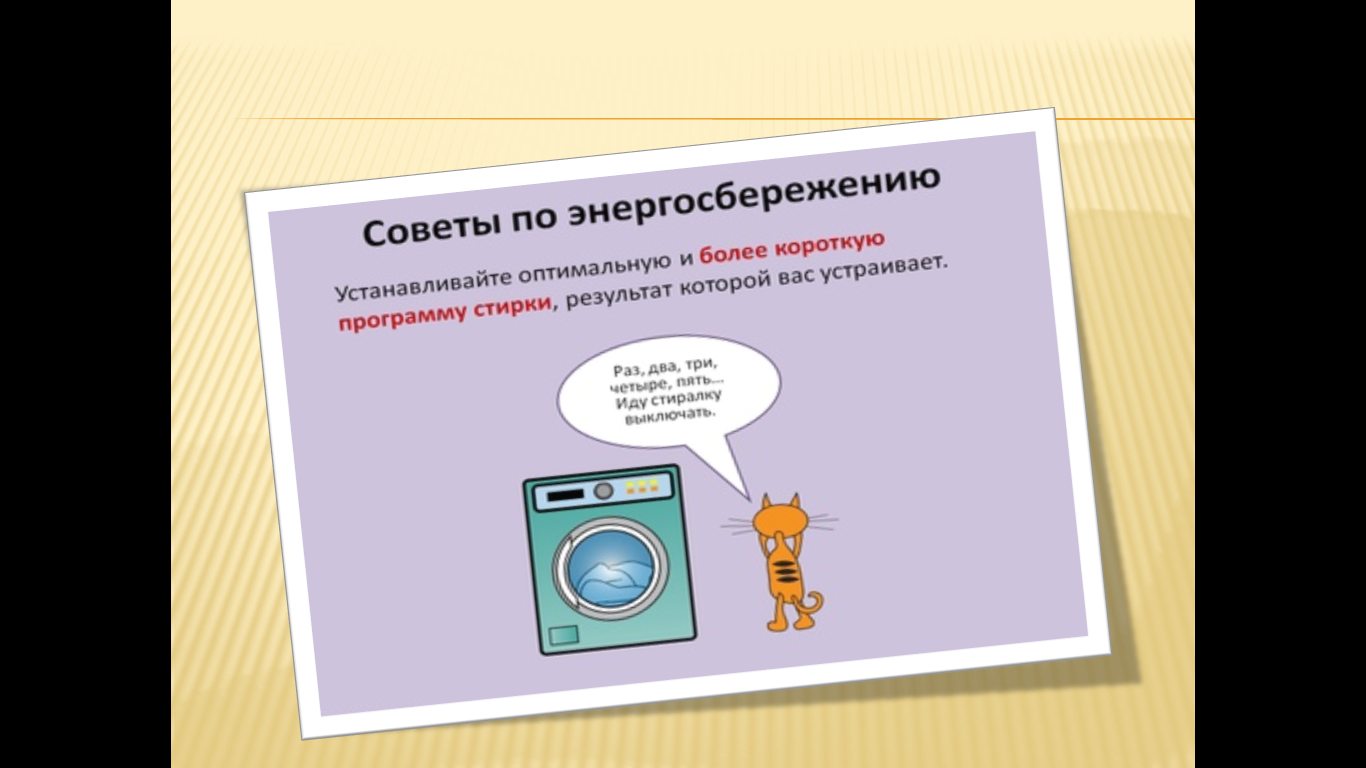 Советы по энергосбережению
Устанавливайте оптимальную и более короткую
программу стирки, результат которой вас устраивает.
Раз, два, три,
четыре, пять...
Иду стиралку
выключать.